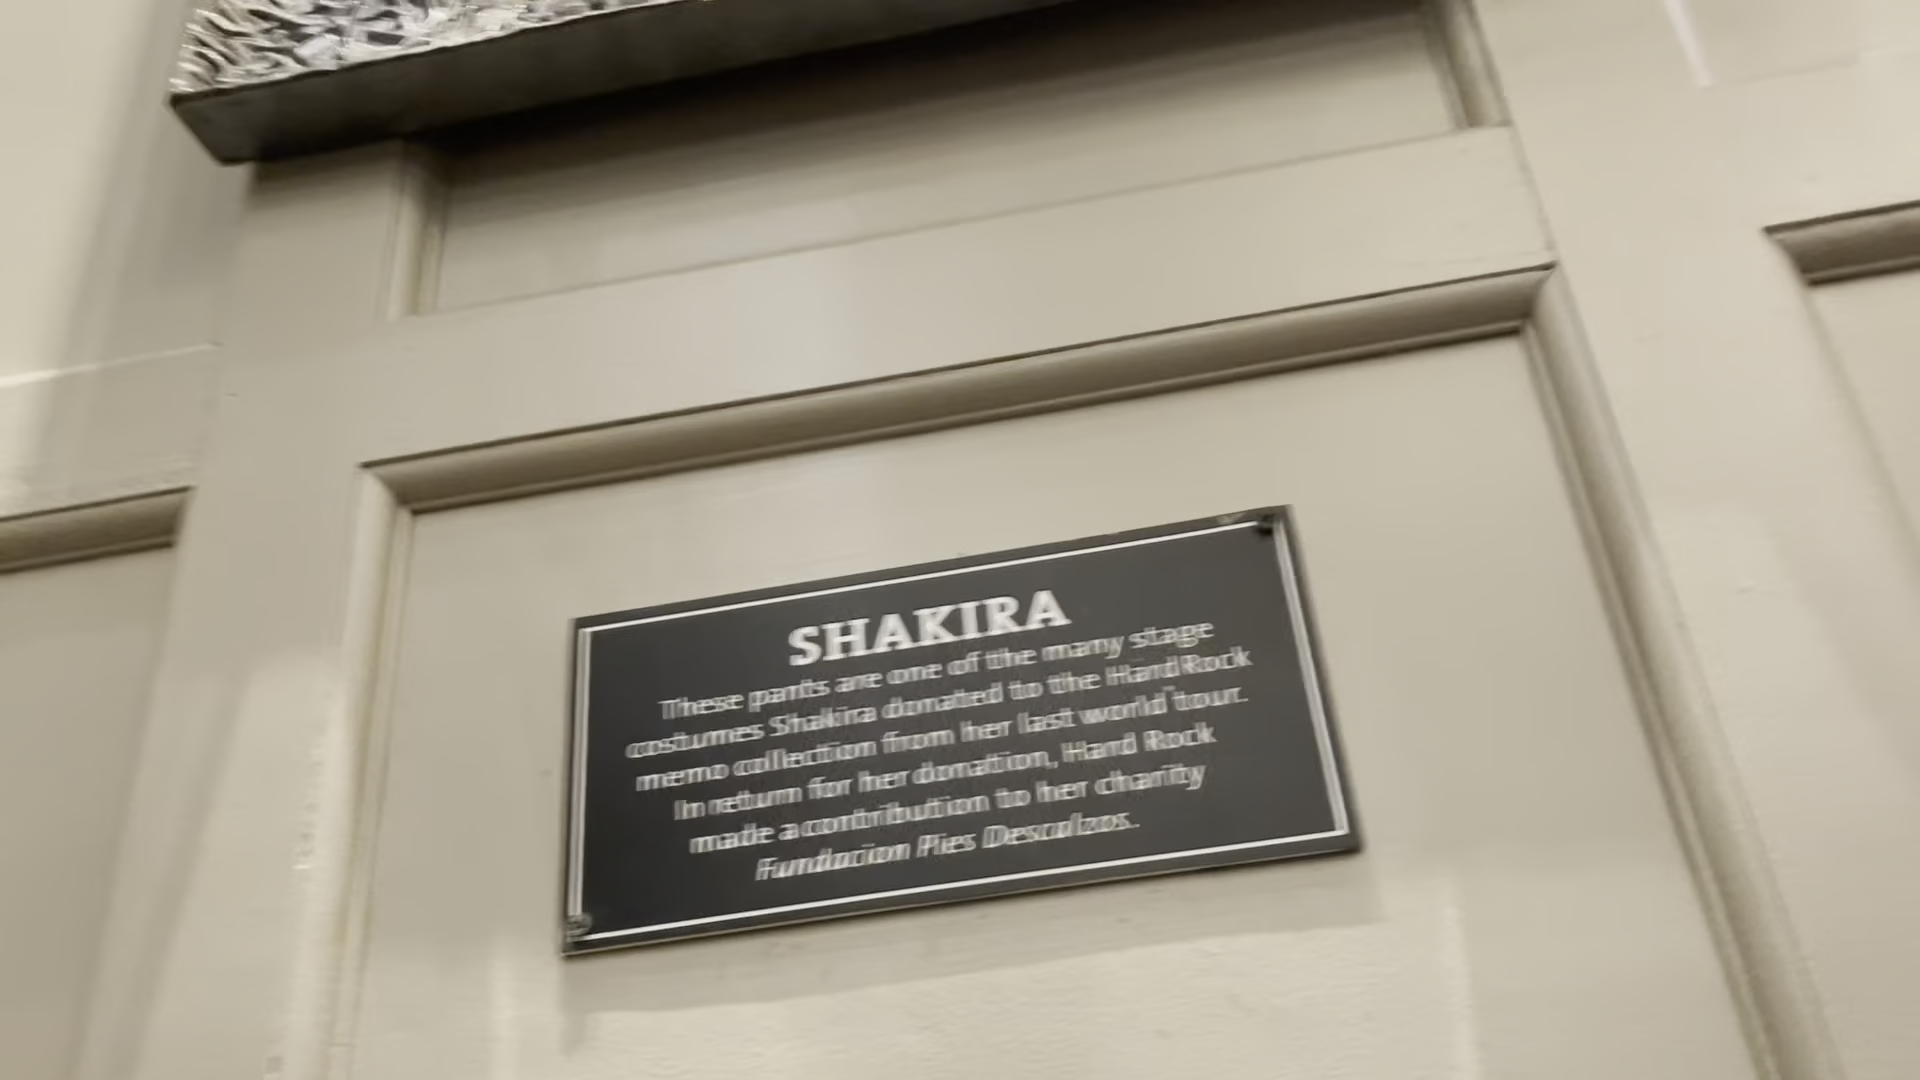 SHAKIRA
These pants are one of the many stage
costumes Shakira donated to the Hard Rock
memo collection from her last world tour.
In return for her donation, Hard Rock
made a contribution to her charity
Fundacion Pies Descalzos.